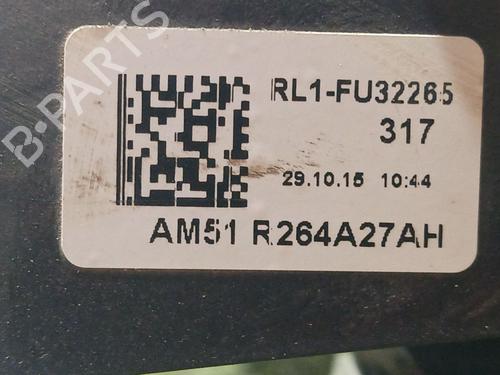 B-PARTS
RL1-FU32265
317
29.10.15 10:44
AM51 R264A27AH